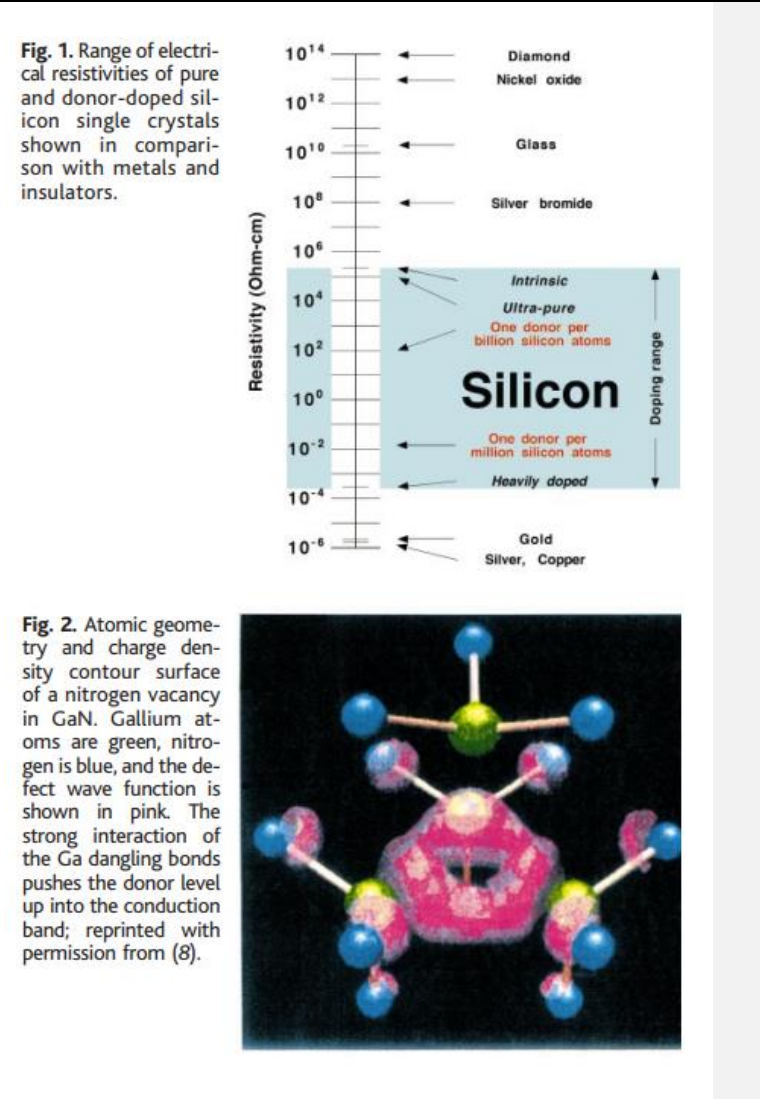 Fig. 1. Range of electri-
cal resistivities of pure
and donor-doped sil-
icon single crystals
shown in compari-
son with metals and
insulators.
Resistivity (Ohm-cm)
10¹⁴
10¹²
10¹⁰
10⁸
10⁶
10⁴
10²
10⁰
10⁻²
10⁻⁴
10⁻⁶
Diamond
Nickel oxide
Glass
Silver bromide
Intrinsic
Ultra-pure
One donor per
billion silicon atoms
Silicon
One donor per
million silicon atoms
Heavily doped
Doping range
Gold
Silver, Copper
Fig. 2. Atomic geome-
try and charge den-
sity contour surface
of a nitrogen vacancy
in GaN. Gallium at-
oms are green, nitro-
gen is blue, and the de-
fect wave function is
shown in pink. The
strong interaction of
the Ga dangling bonds
pushes the donor level
up into the conduction
band; reprinted with
permission from (8).